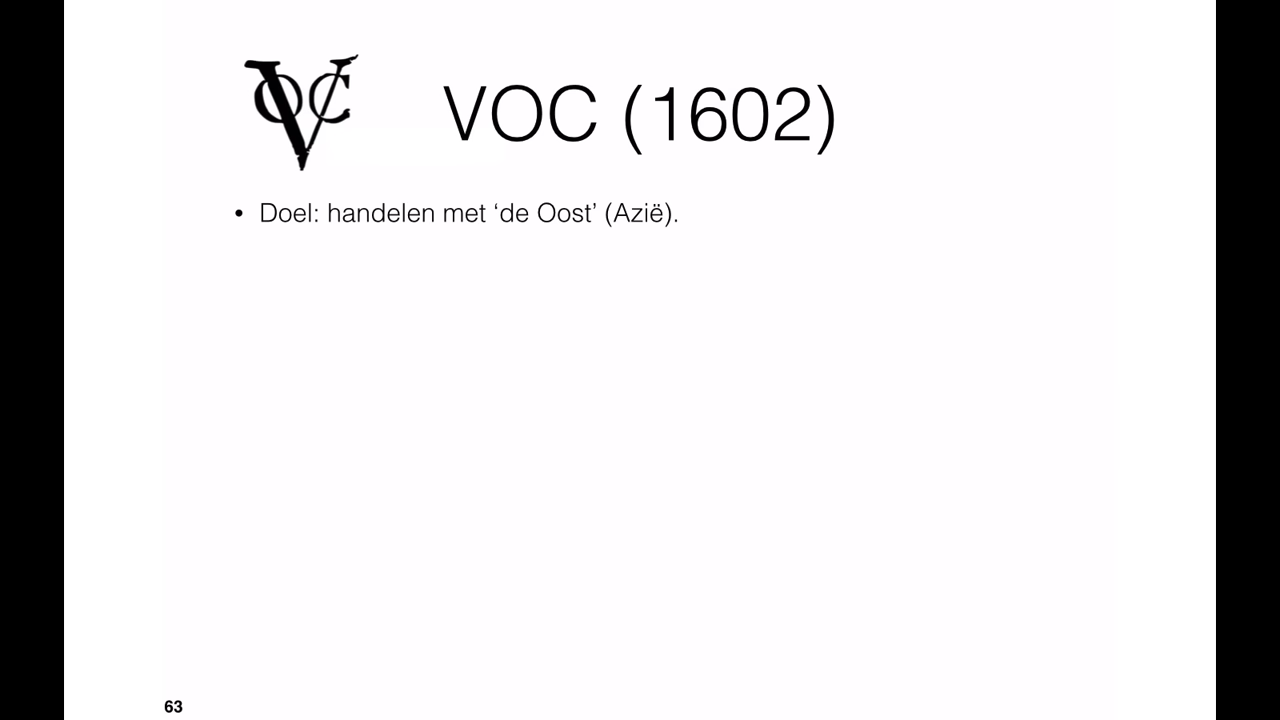 VOC
VOC (1602)
• Doel: handelen met ‘de Oost’ (Azië).
63